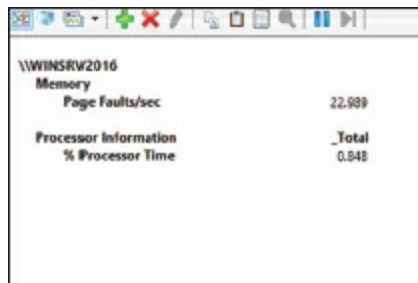 \\WINSRV2016
Memory
Page Faults/sec 22.989
Processor Information _Total
% Processor Time 0.848